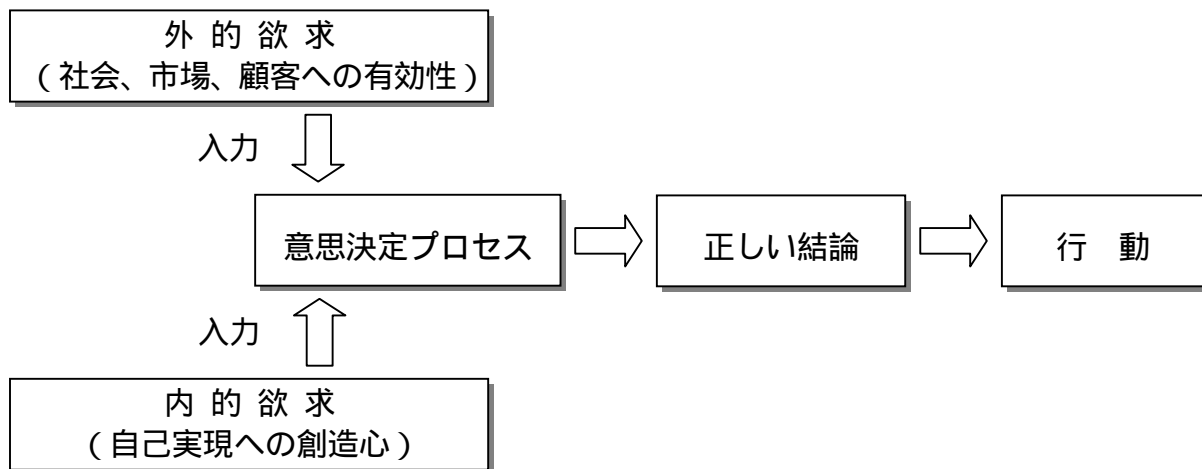 外 的 欲 求
（社会、市場、顧客への有効性）
入力
意思決定プロセス
正しい結論
行　動
入力
内 的 欲 求
（自己実現への創造心）